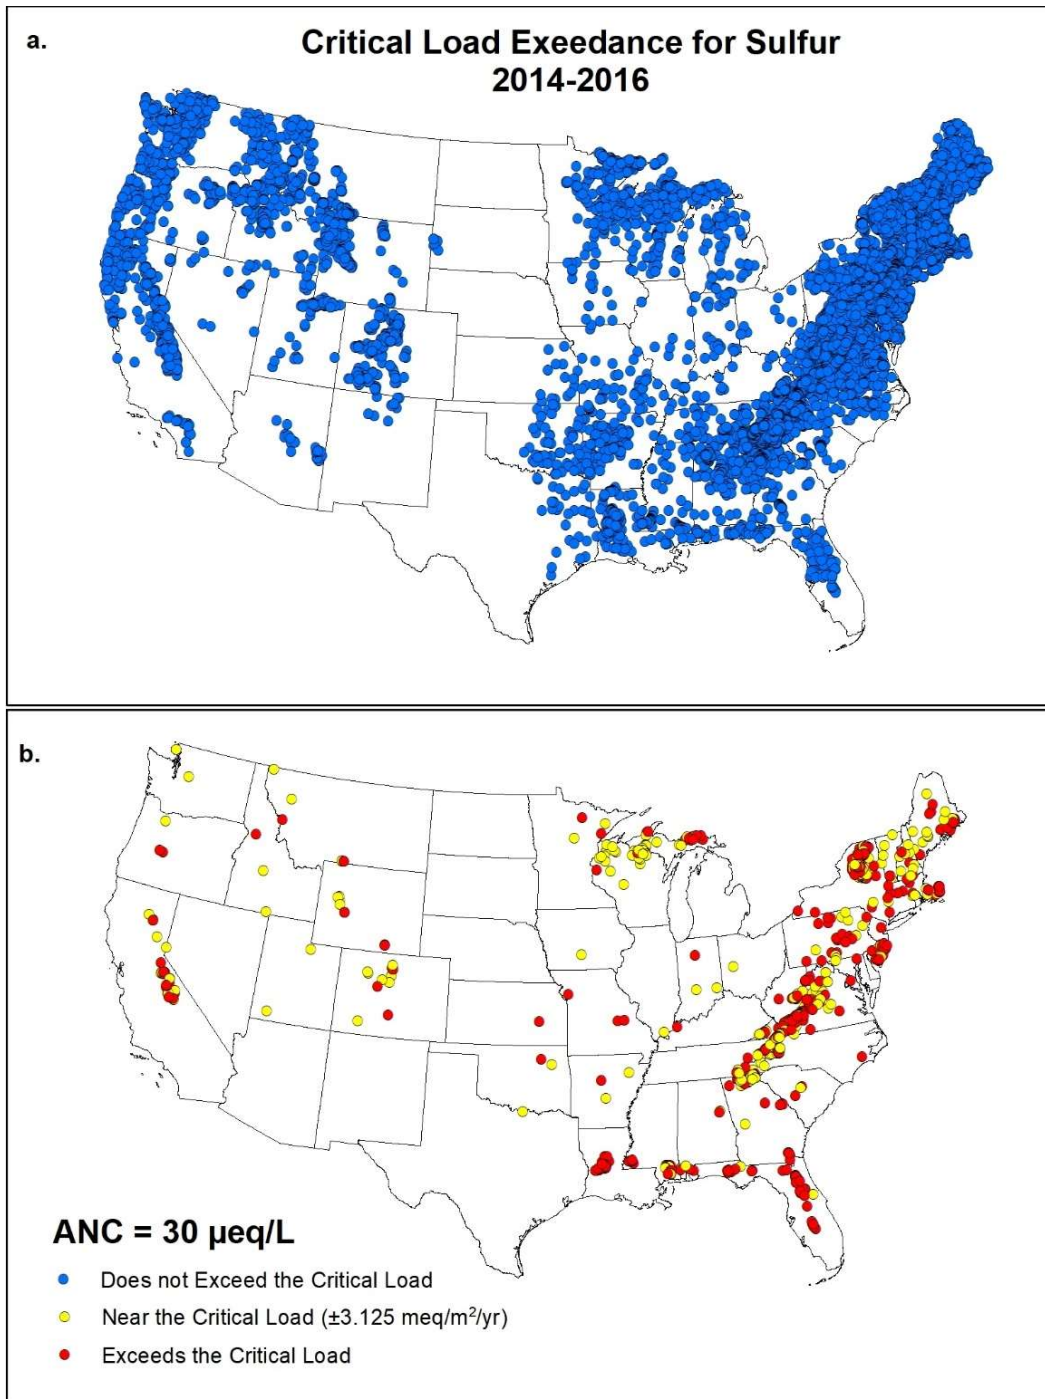 a.
Critical Load Exeedance for Sulfur
2014-2016
b.
ANC = 30 µeq/L
Does not Exceed the Critical Load
Near the Critical Load (±3.125 meq/m²/yr)
Exceeds the Critical Load